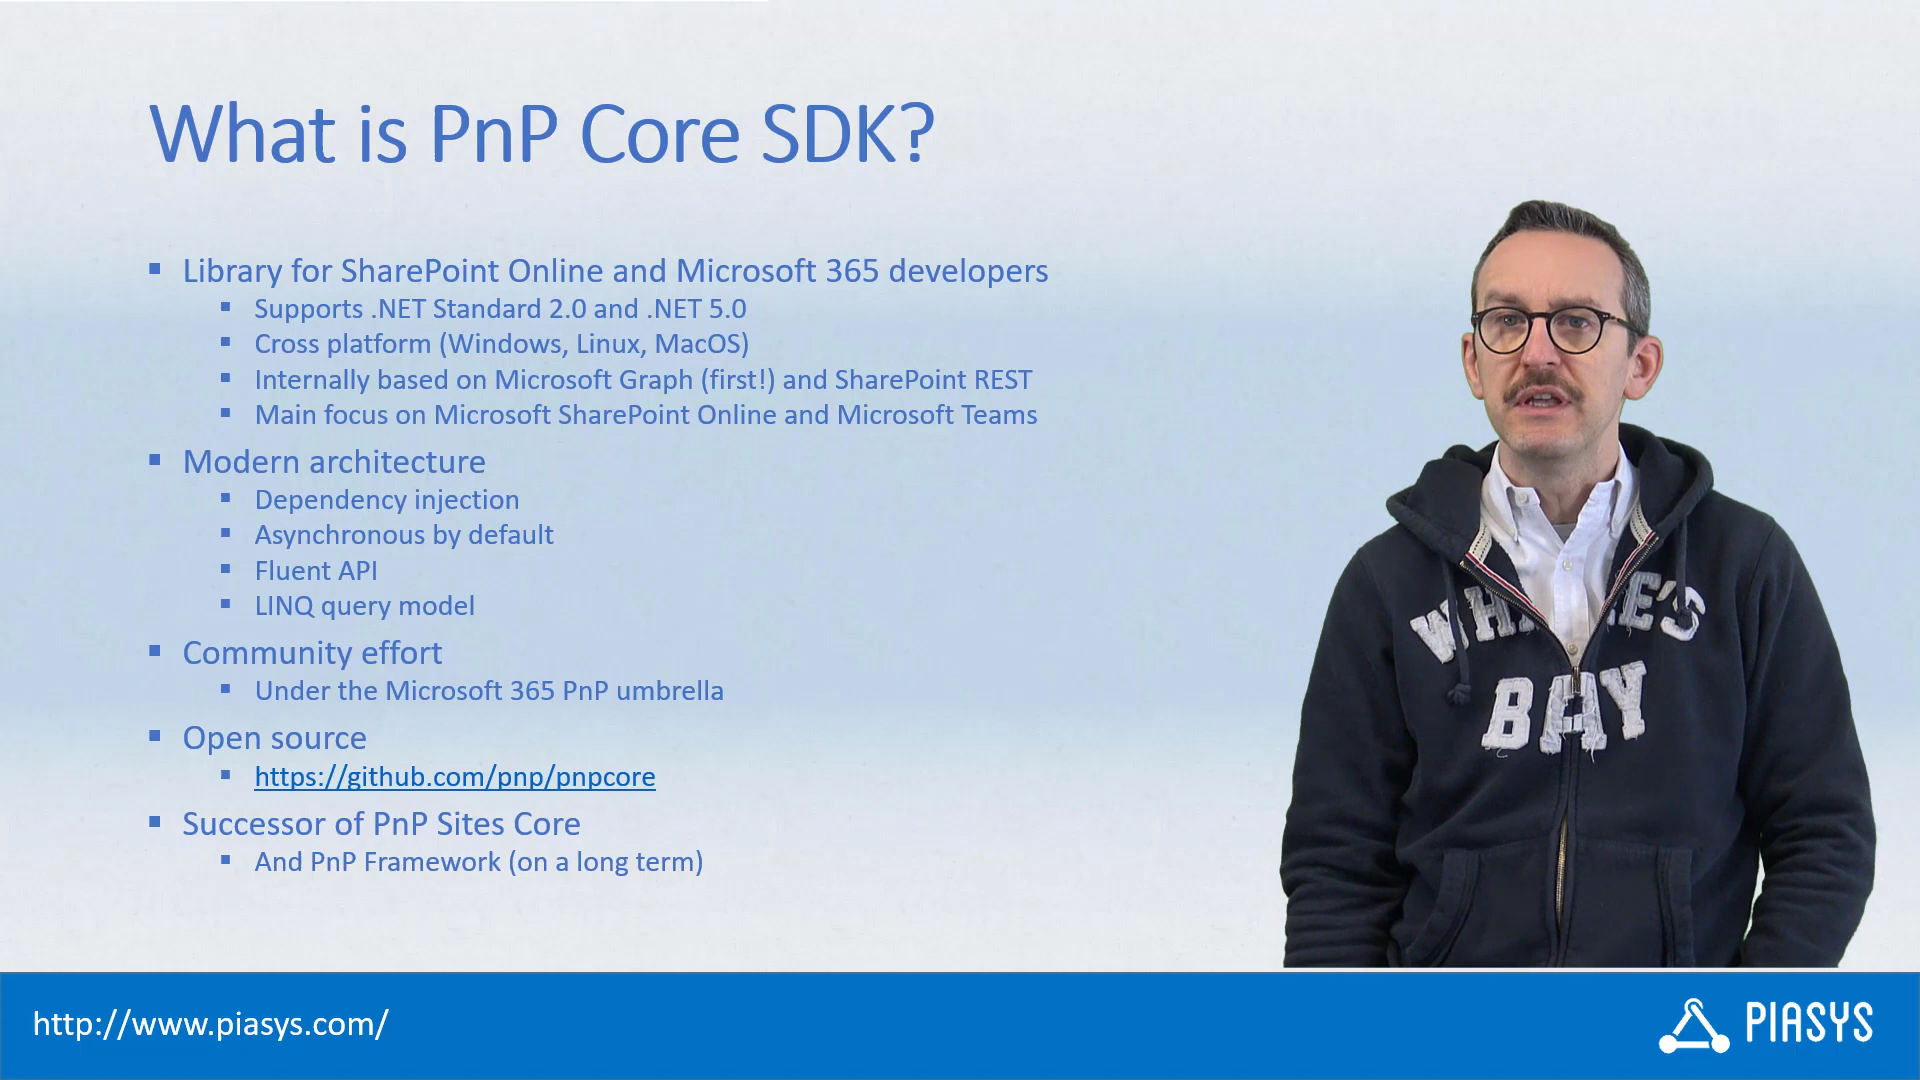 What is PnP Core SDK?
Library for SharePoint Online and Microsoft 365 developers
Supports .NET Standard 2.0 and .NET 5.0
Cross platform (Windows, Linux, MacOS)
Internally based on Microsoft Graph (first!) and SharePoint REST
Main focus on Microsoft SharePoint Online and Microsoft Teams
Modern architecture
Dependency injection
Asynchronous by default
Fluent API
LINQ query model
Community effort
Under the Microsoft 365 PnP umbrella
Open source
https://github.com/pnp/pnpcore
Successor of PnP Sites Core
And PnP Framework (on a long term)
BAY
http://www.piasys.com/
PIASYS